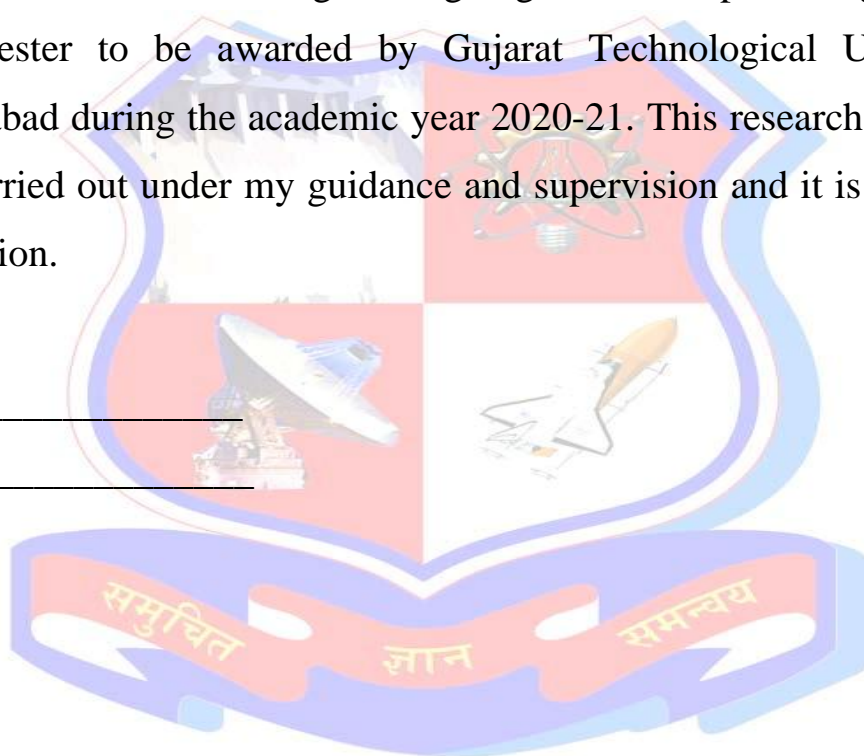 ester to be awarded by Gujarat Technological U
abad during the academic year 2020-21. This research
rried out under my guidance and supervision and it is
ion.
समुचित ज्ञान समन्वय